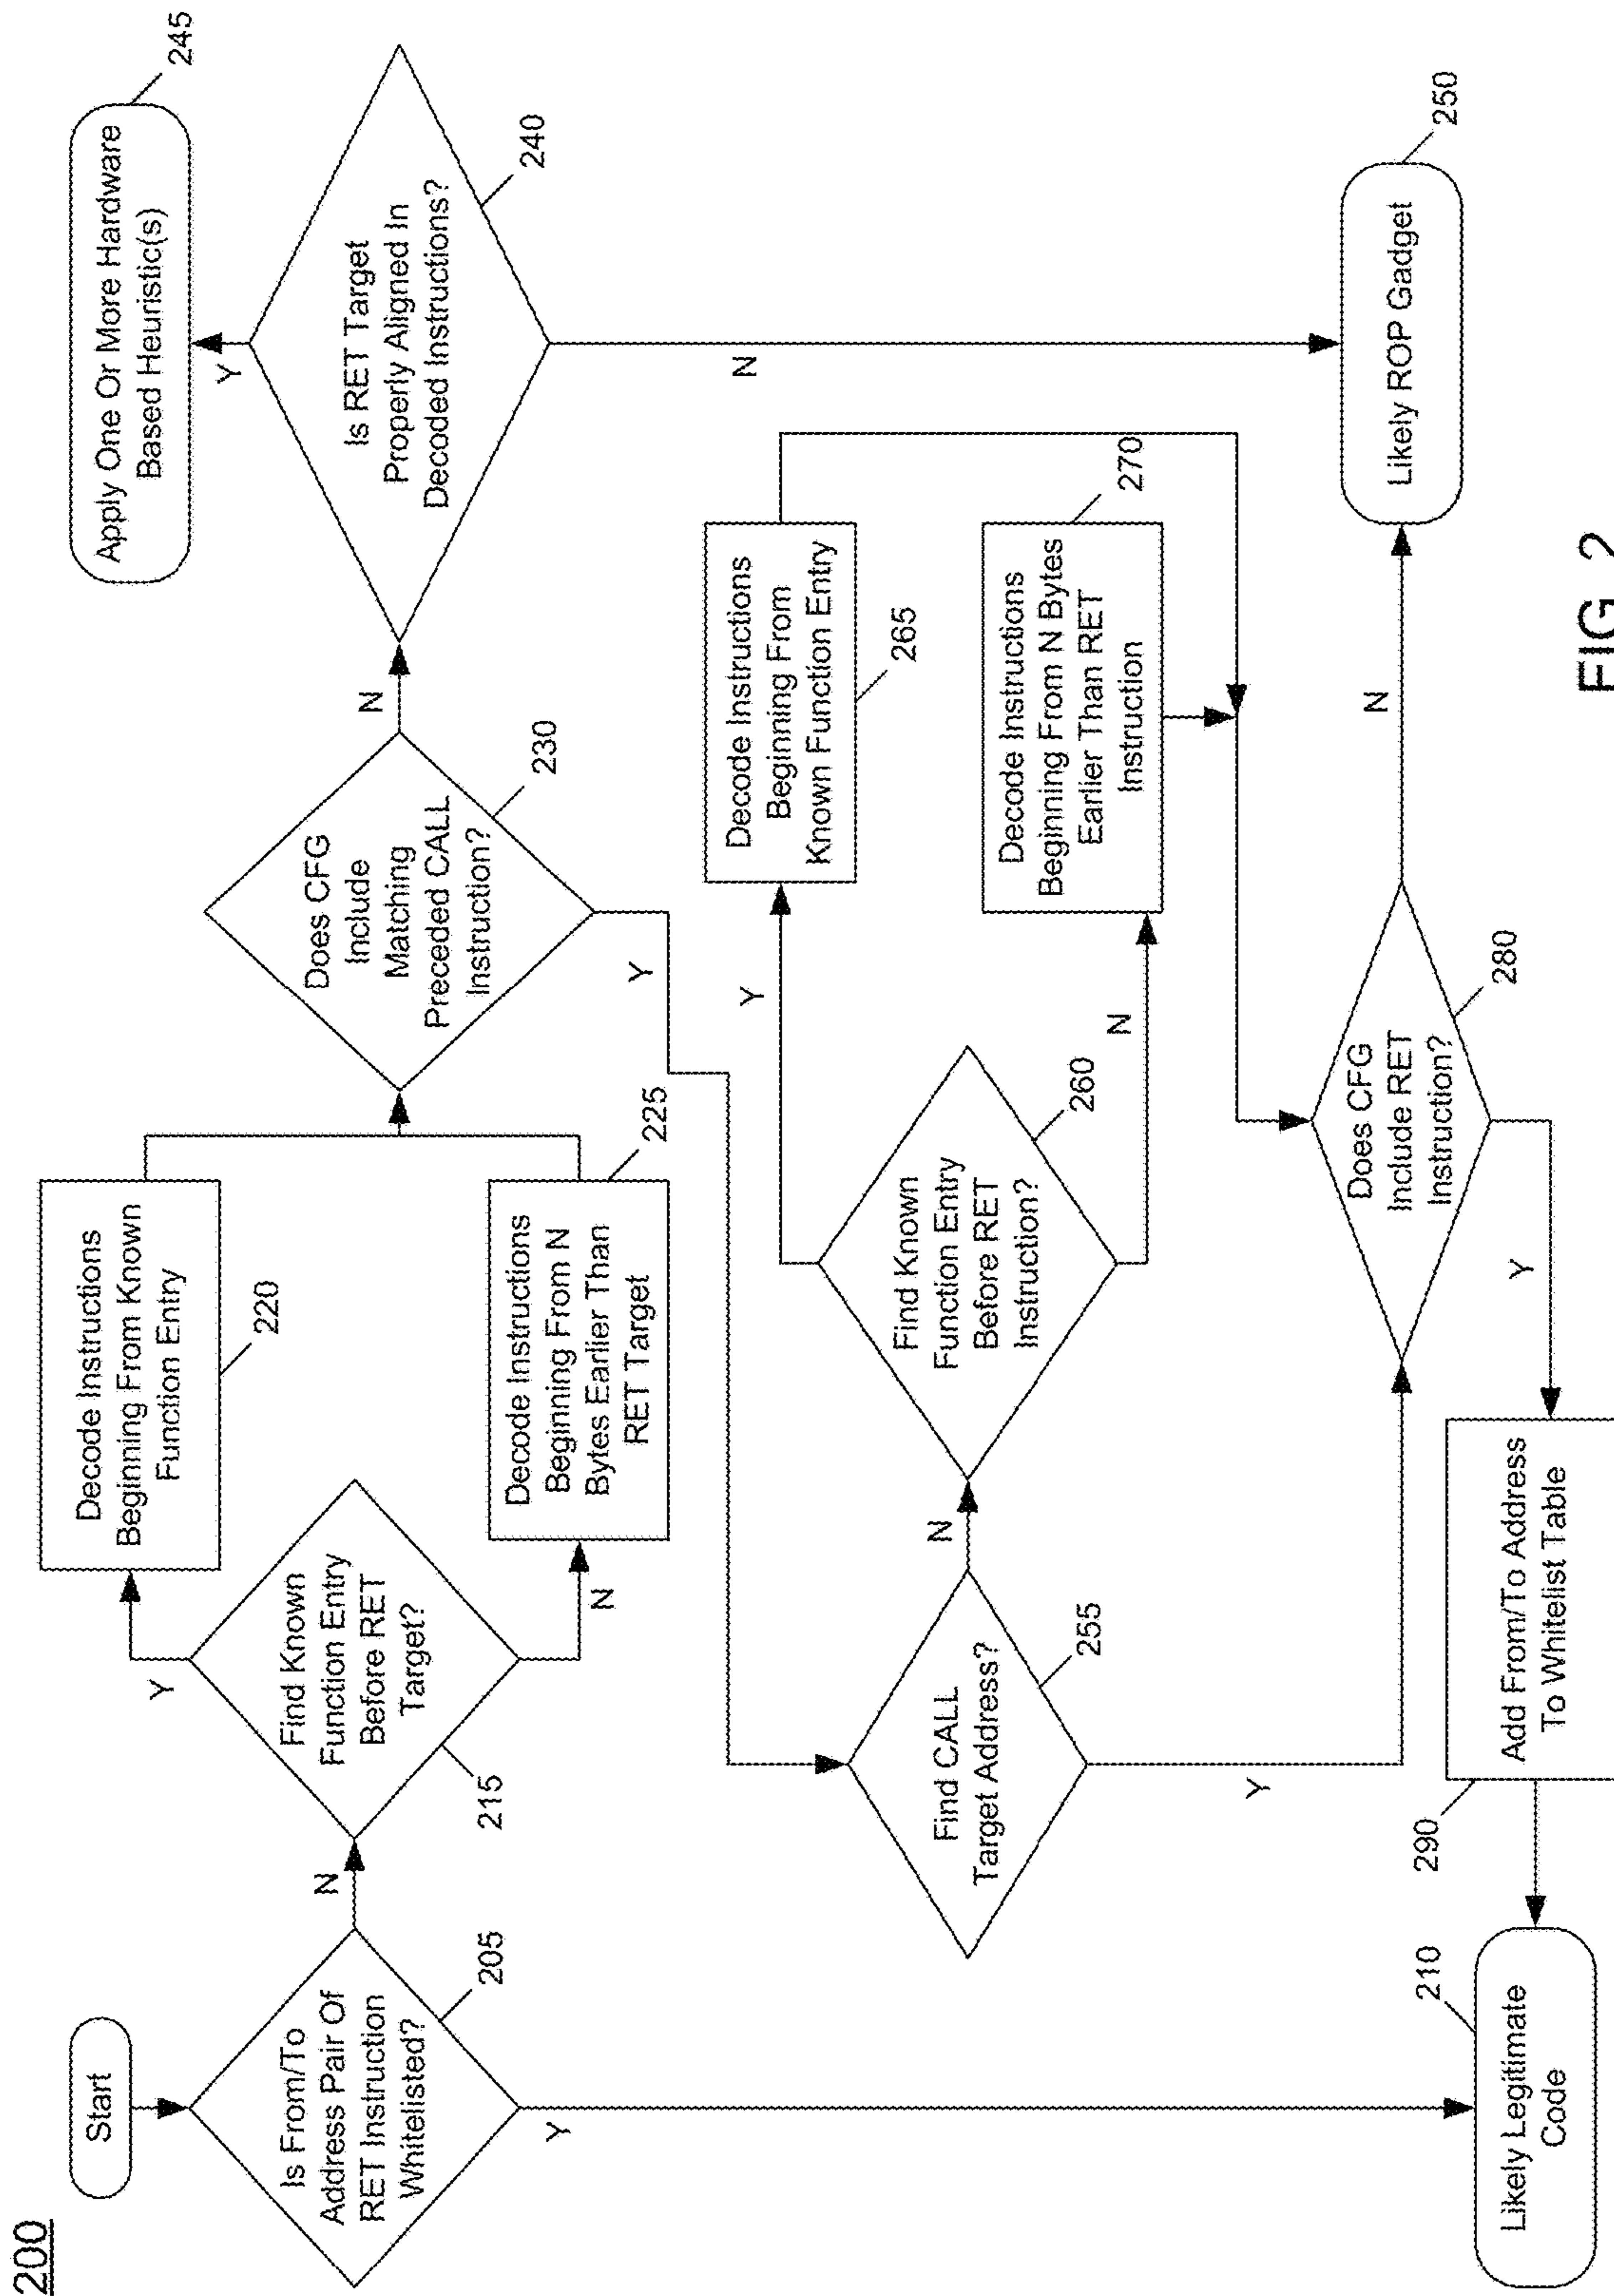 200
Start
Is From/To
Address Pair Of
RET Instruction
Whitelisted?
205
N
Y
Find Known
Function Entry
Before RET
Target?
215
Y
N
Decode Instructions
Beginning From Known
Function Entry
220
Decode Instructions
Beginning From N
Bytes Earlier Than
RET Target
225
Does CFG
Include
Matching
Preceded CALL
Instruction?
230
N
Y
Is RET Target
Properly Aligned In
Decoded Instructions?
240
Y
N
Apply One Or More Hardware
Based Heuristic(s)
245
Find CALL
Target Address?
255
N
Y
Find Known
Function Entry
Before RET
Instruction?
260
Y
N
Decode Instructions
Beginning From
Known Function Entry
265
Decode Instructions
Beginning From N Bytes
Earlier Than RET
Instruction
270
Does CFG
Include RET
Instruction?
280
N
Y
Likely ROP Gadget
250
Add From/To Address
To Whitelist Table
290
Likely Legitimate
Code
210
FIG. 2